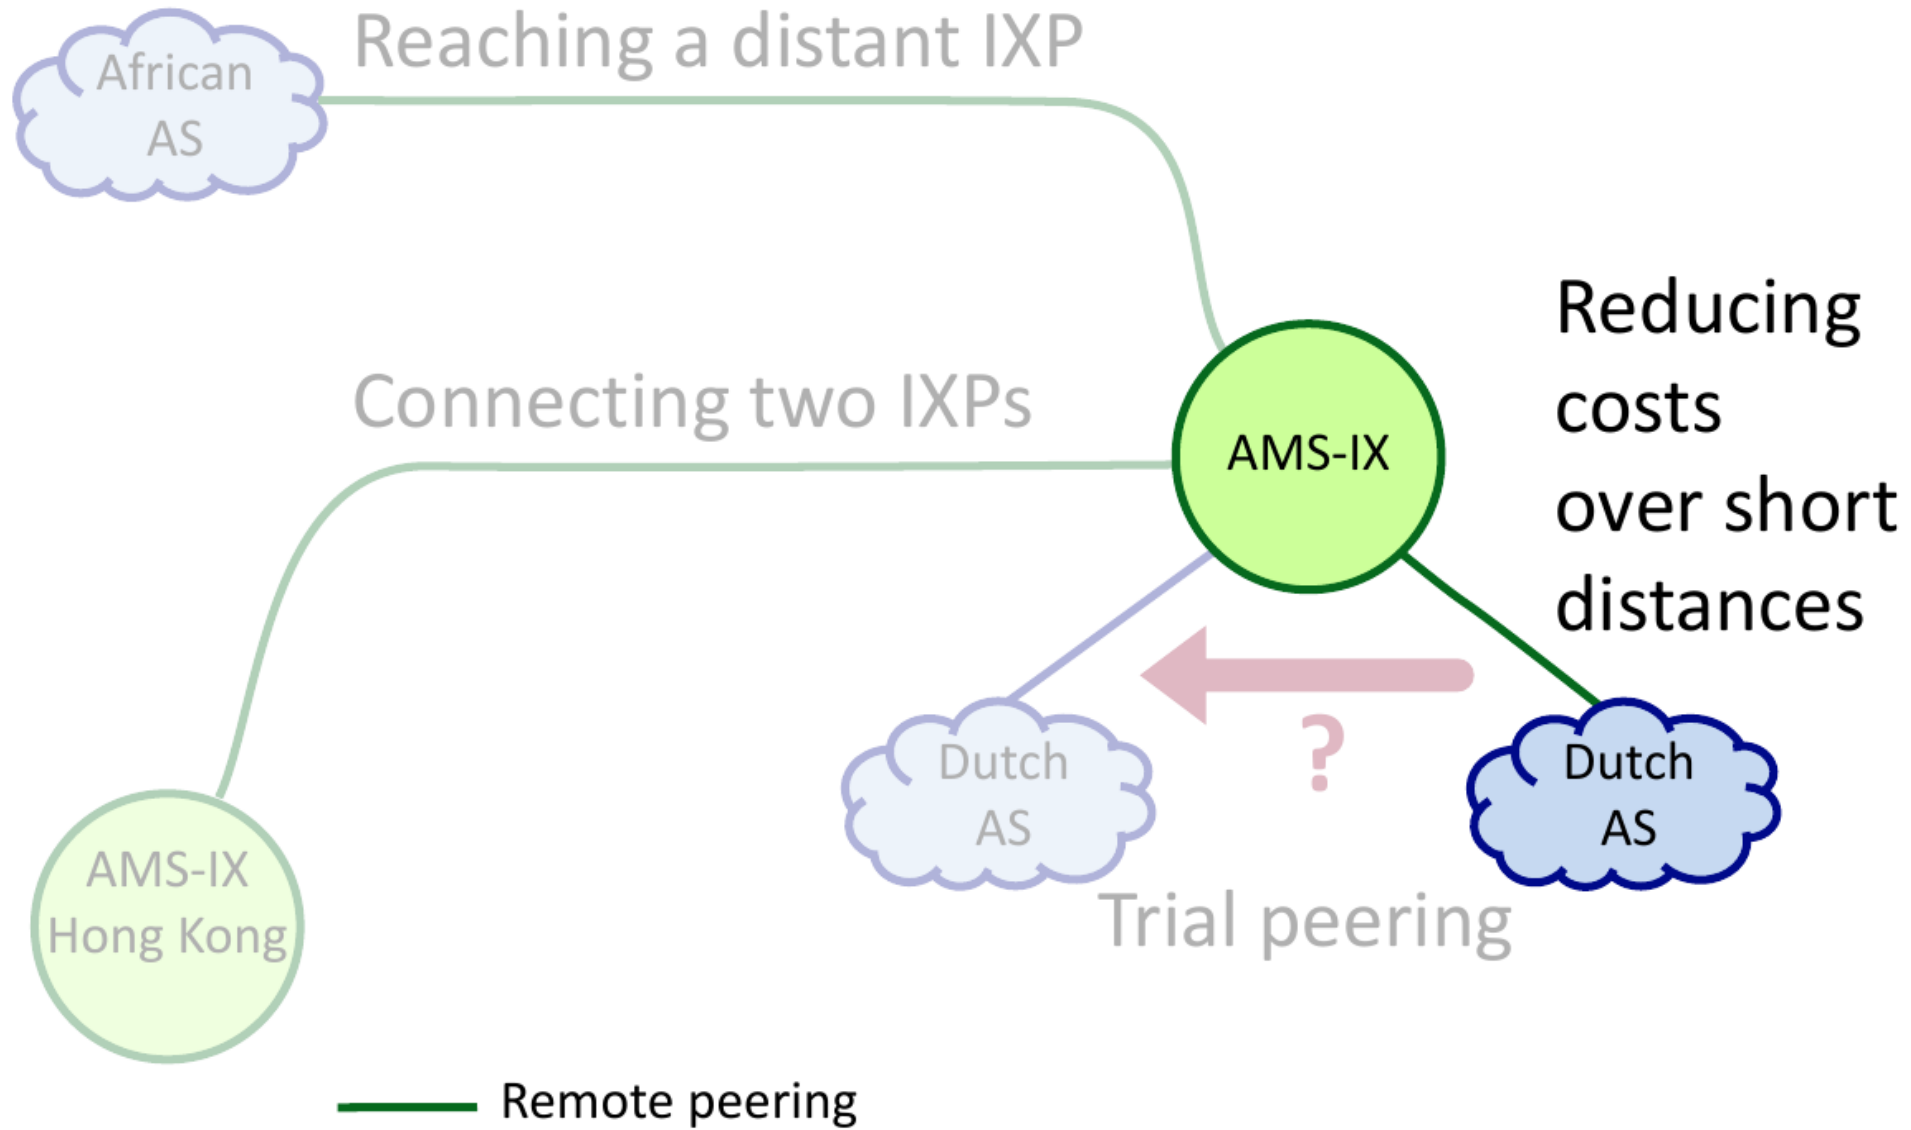 Reaching a distant IXP
African
AS
Reducing
costs
over short
distances
Connecting two IXPs
AMS-IX
?
Dutch
AS
Dutch
AS
Trial peering
AMS-IX
Hong Kong
Remote peering